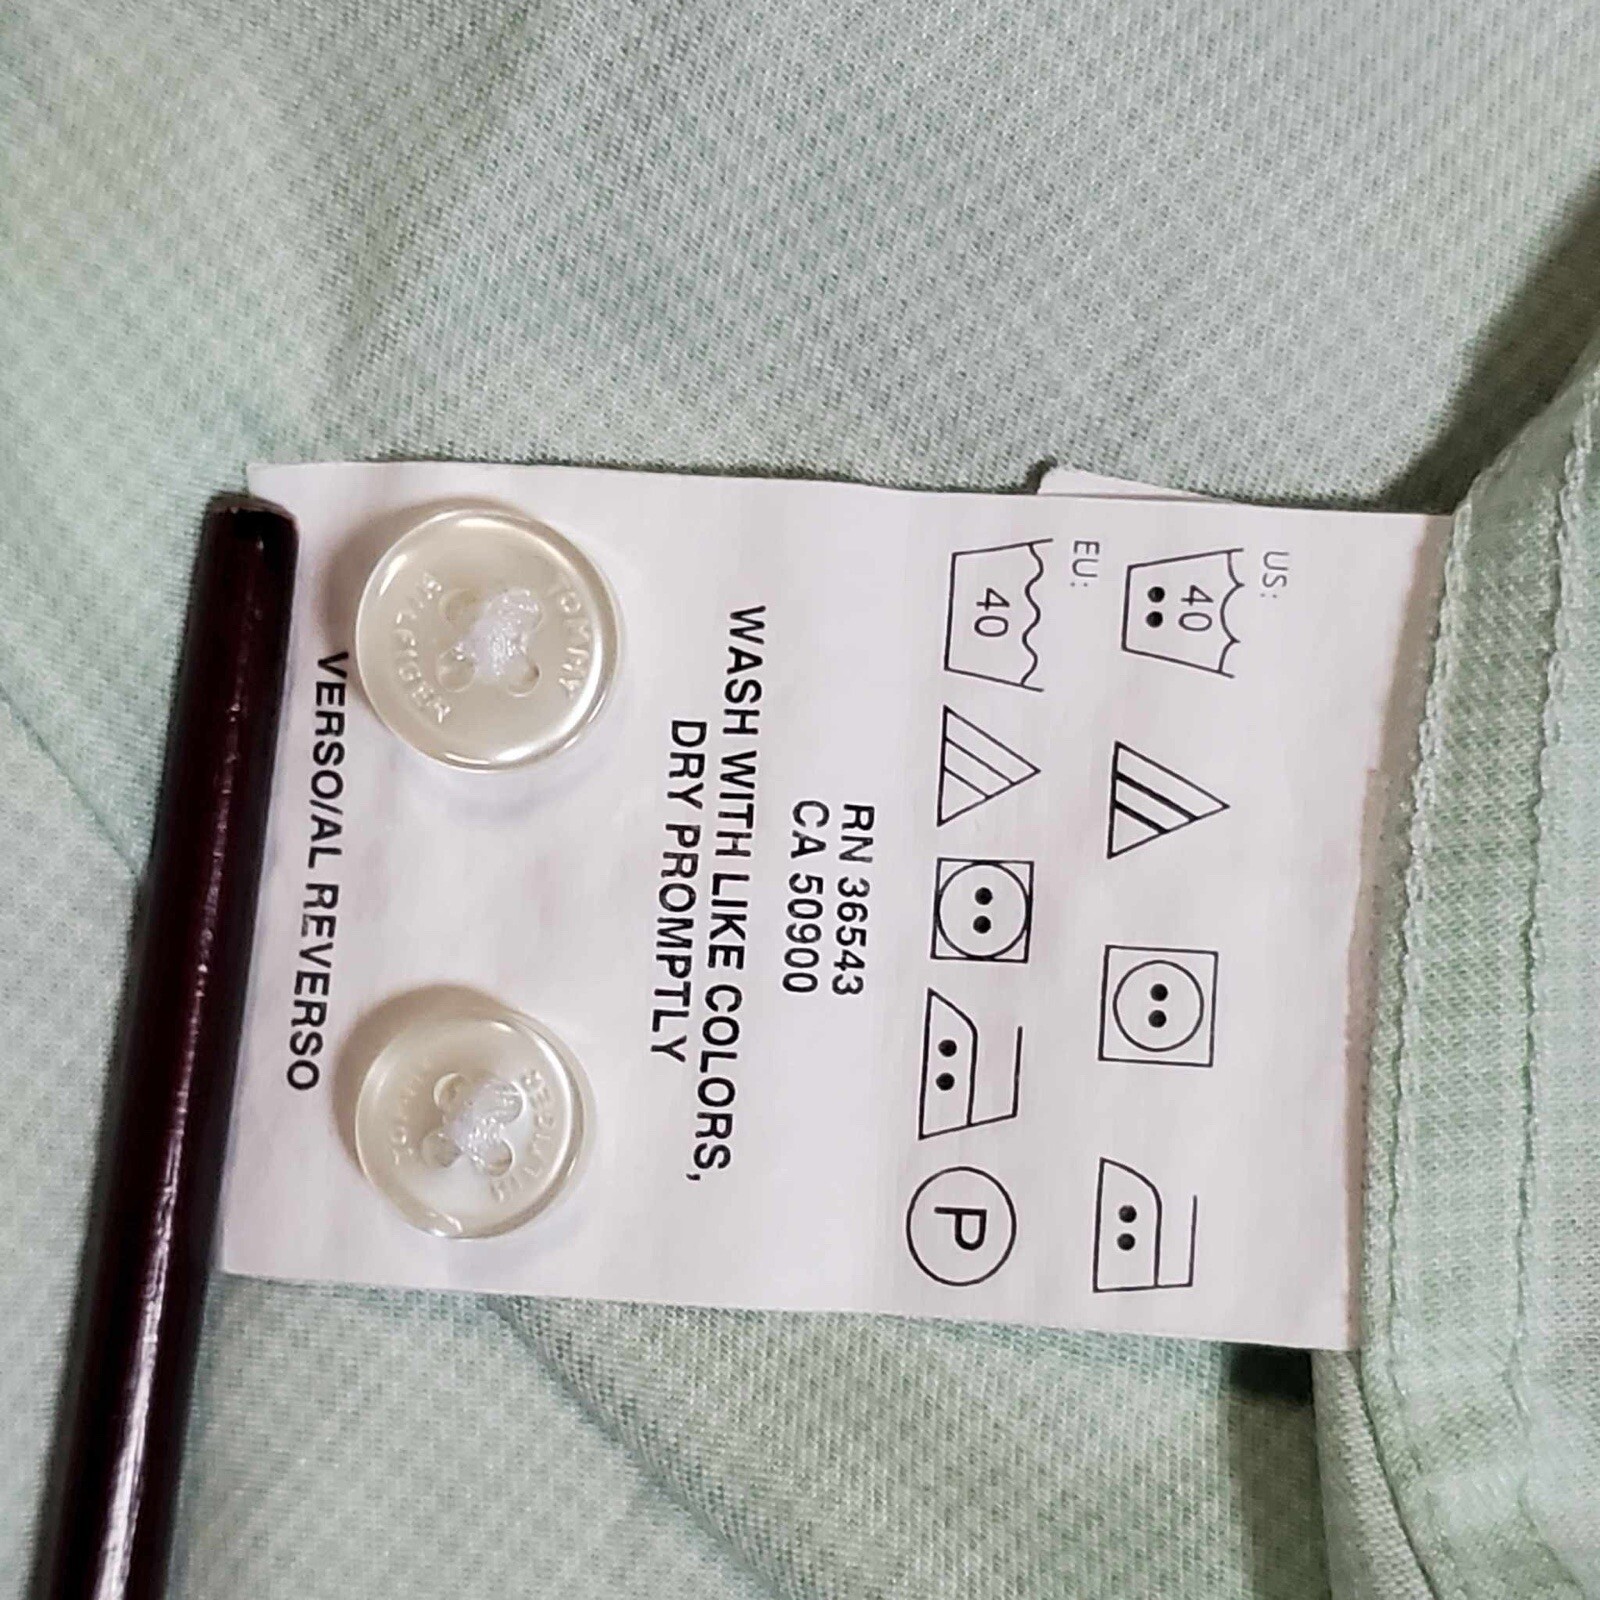 US:
40
EU:
40
P
RN 36543
CA 50900
WASH WITH LIKE COLORS,
DRY PROMPTLY
TOMMY
HILFIGER
HILFIGER
VERSO/AL REVERSO